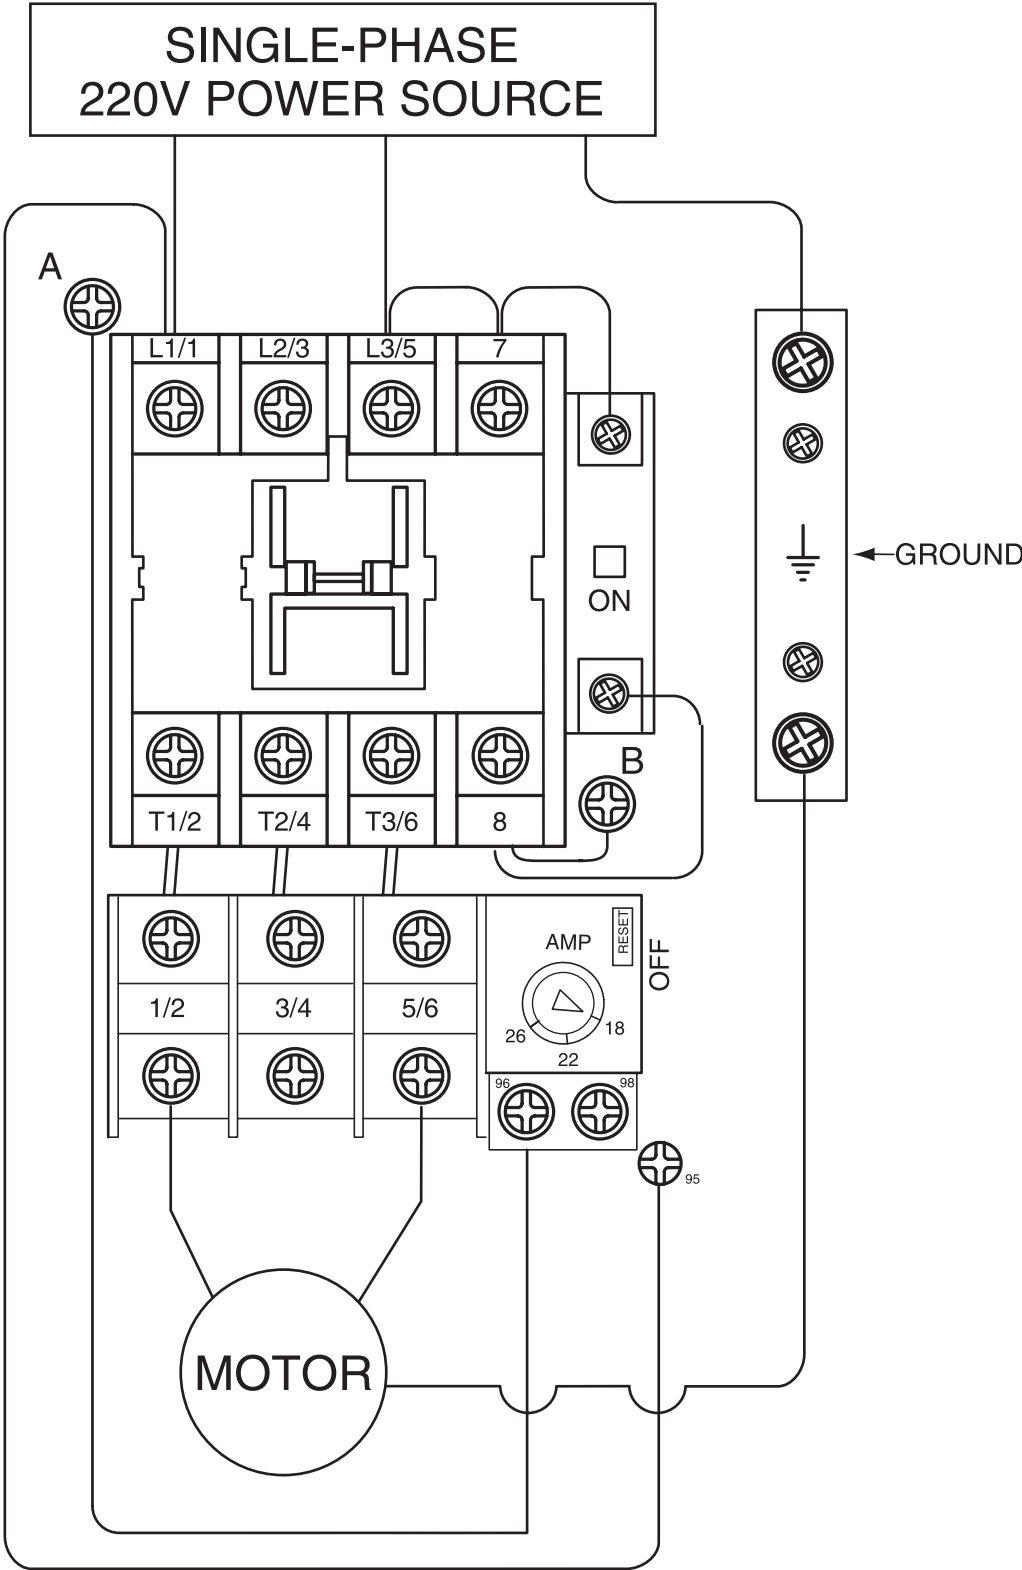 SINGLE-PHASE
220V POWER SOURCE
A
L1/1 L2/3 L3/5 7
GROUND
ON
B
T1/2 T2/4 T3/6 8
RESET
AMP
OFF
1/2 3/4 5/6
26 18
22
96 98
95
MOTOR